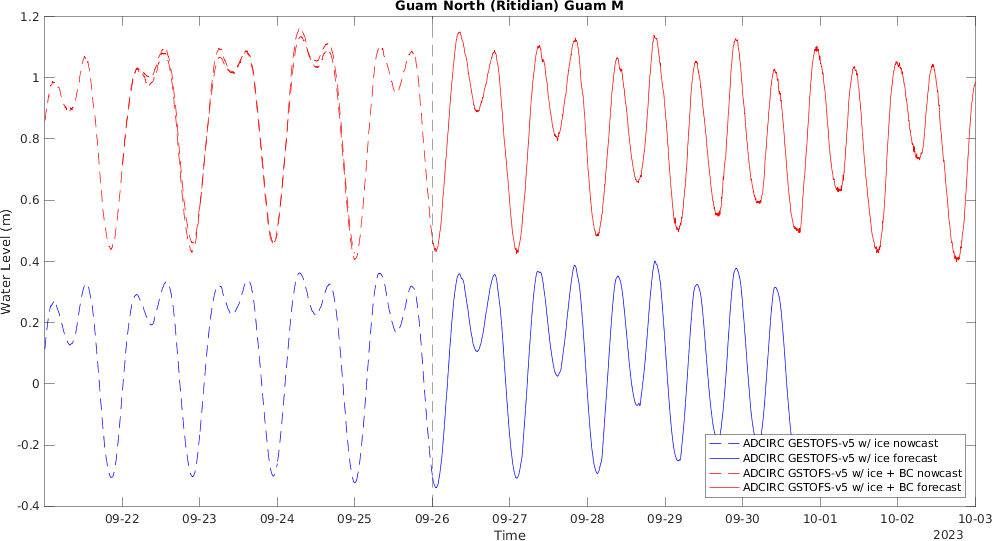 Guam North (Ritidian) Guam M
1.2
1
0.8
0.6
0.4
0.2
0
-0.2
-0.4
Water Level (m)
ADCIRC GESTOFS-v5 w/ ice nowcast
ADCIRC GESTOFS-v5 w/ ice forecast
ADCIRC GSTOFS-v5 w/ ice + BC nowcast
ADCIRC GSTOFS-v5 w/ ice + BC forecast
09-22 09-23 09-24 09-25 09-26 09-27 09-28 09-29 09-30 10-01 10-02 10-03
Time
2023